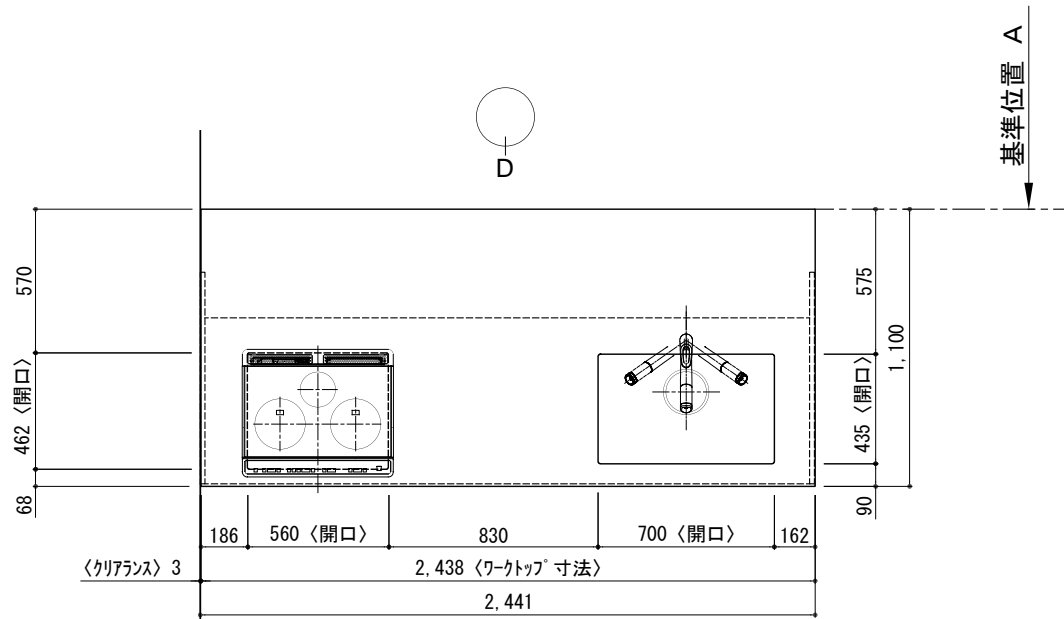 基準位置 A
D
570
575
1,100
462〈開口〉
435〈開口〉
68
90
186
560〈開口〉
830
700〈開口〉
162
〈ｸﾘｱﾗﾝｽ〉3
2,438〈ﾜｰｸﾄｯﾌﾟ寸法〉
2,441